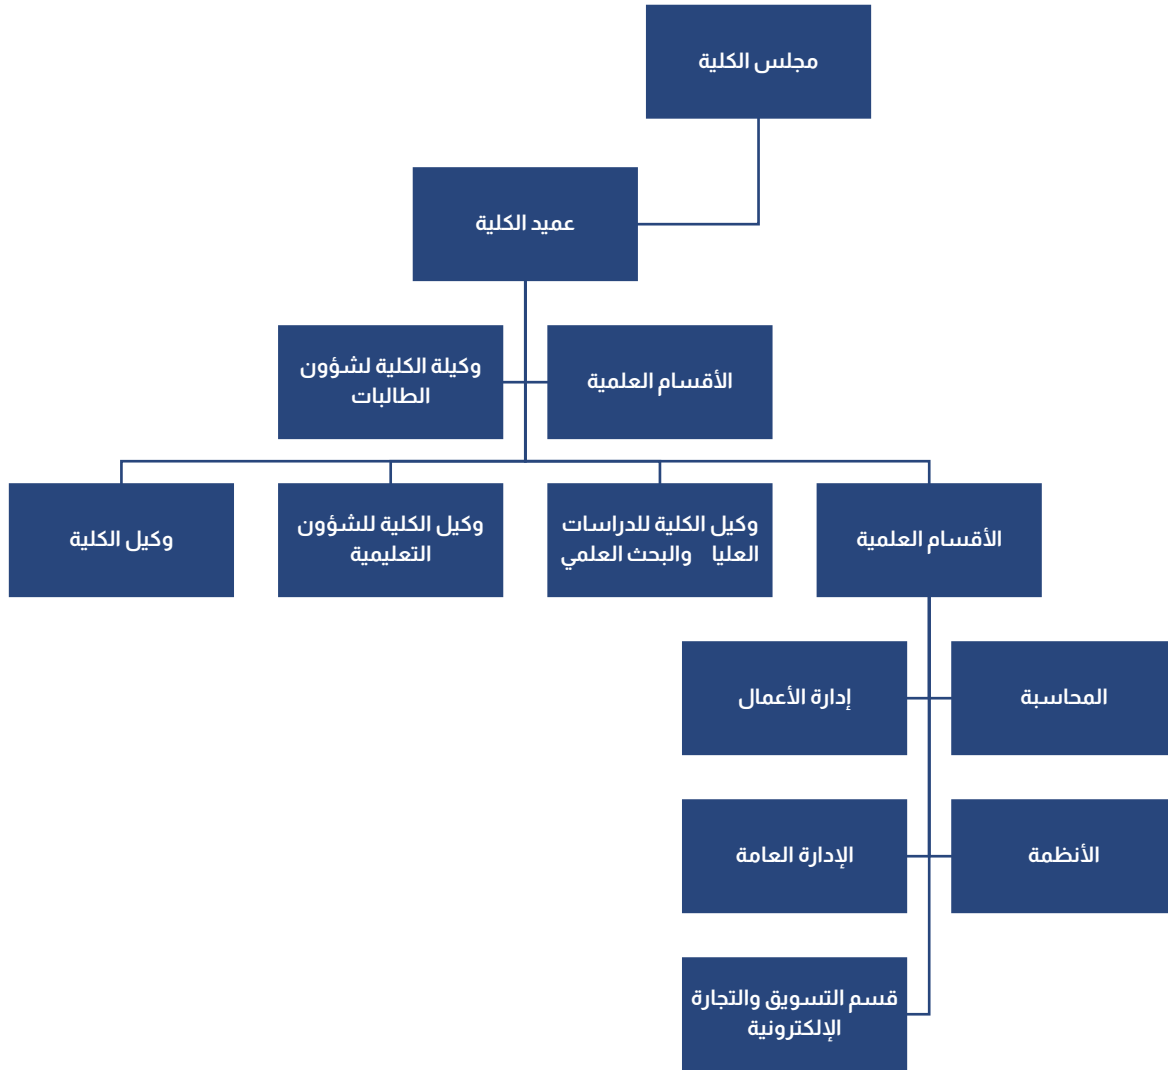 مجلس الكلية
عميد الكلية
الأقسام العلمية
وكيلة الكلية لشؤون
الطالبات
الأقسام العلمية
وكيل الكلية للدراسات
العليا والبحث العلمي
وكيل الكلية للشؤون
التعليمية
وكيل الكلية
المحاسبة
إدارة الأعمال
الأنظمة
الإدارة العامة
قسم التسويق والتجارة
الإلكترونية